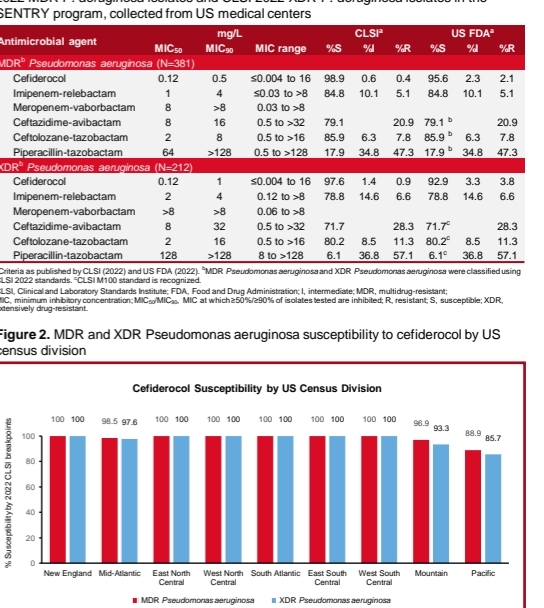 2022 MDR P. aeruginosa isolates and CLSI 2022 XDR P. aeruginosa isolates in the
SENTRY program, collected from US medical centers
Antimicrobial agent mg/L CLSIᵃ US FDAᵃ
MIC₅₀ MIC₉₀ MIC range %S %I %R %S %I %R
MDRᵇ Pseudomonas aeruginosa (N=381)
Cefiderocol 0.12 0.5 ≤0.004 to 16 98.9 0.6 0.4 95.6 2.3 2.1
Imipenem-relebactam 1 4 ≤0.03 to >8 84.8 10.1 5.1 84.8 10.1 5.1
Meropenem-vaborbactam 8 >8 0.03 to >8
Ceftazidime-avibactam 8 16 0.5 to >32 79.1 20.9 79.1 ᵇ 20.9
Ceftolozane-tazobactam 2 8 0.5 to >16 85.9 6.3 7.8 85.9 ᵇ 6.3 7.8
Piperacillin-tazobactam 64 >128 0.5 to >128 17.9 34.8 47.3 17.9 ᵇ 34.8 47.3
XDRᵇ Pseudomonas aeruginosa (N=212)
Cefiderocol 0.12 1 ≤0.004 to 16 97.6 1.4 0.9 92.9 3.3 3.8
Imipenem-relebactam 2 4 0.12 to >8 78.8 14.6 6.6 78.8 14.6 6.6
Meropenem-vaborbactam >8 >8 0.06 to >8
Ceftazidime-avibactam 8 32 0.5 to >32 71.7 28.3 71.7ᶜ 28.3
Ceftolozane-tazobactam 2 16 0.5 to >16 80.2 8.5 11.3 80.2ᶜ 8.5 11.3
Piperacillin-tazobactam 128 >128 8 to >128 6.1 36.8 57.1 6.1ᶜ 36.8 57.1
Criteria as published by CLSI (2022) and US FDA (2022). ᵇMDR Pseudomonas aeruginosa and XDR Pseudomonas aeruginosa were classified using
CLSI 2022 standards. ᶜCLSI M100 standard is recognized.
CLSI, Clinical and Laboratory Standards Institute; FDA, Food and Drug Administration; I, intermediate; MDR, multidrug-resistant;
MIC, minimum inhibitory concentration; MIC₅₀/MIC₉₀, MIC at which ≥50%/≥90% of isolates tested are inhibited; R, resistant; S, susceptible; XDR,
extensively drug-resistant.
Figure 2. MDR and XDR Pseudomonas aeruginosa susceptibility to cefiderocol by US
census division
Cefiderocol Susceptibility by US Census Division
% Susceptibility by 2022 CLSI breakpoints
100 100 98.5 97.6 100 100 100 100 100 100 100 100 100 100 96.9 93.3 88.9 85.7
100
80
60
40
20
0
New England Mid-Atlantic East North Central West North Central South Atlantic East South Central West South Central Mountain Pacific
MDR Pseudomonas aeruginosa XDR Pseudomonas aeruginosa